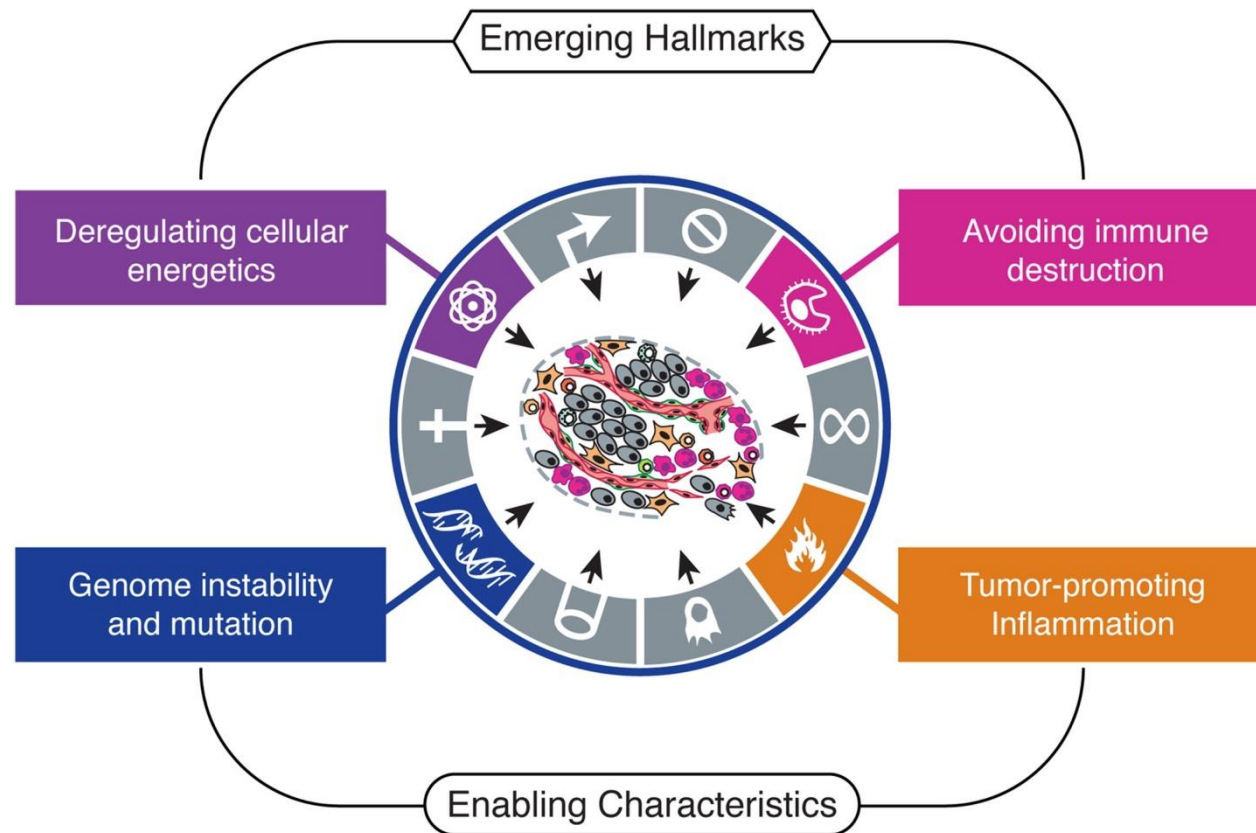 Emerging Hallmarks
Deregulating cellular
energetics
Avoiding immune
destruction
Genome instability
and mutation
Tumor-promoting
Inflammation
Enabling Characteristics